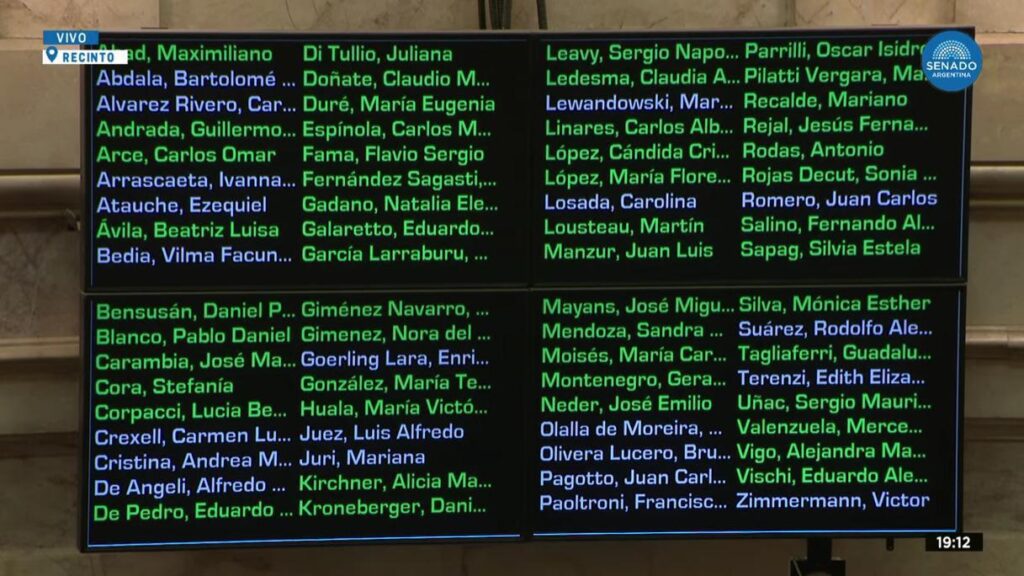 VIVO
RECINTO
SENADO
ARGENTINA
ad, Maximiliano
Abdala, Bartolomé ...
Alvarez Rivero, Car...
Andrada, Guillermo...
Arce, Carlos Omar
Arrascaeta, Ivanna...
Atauche, Ezequiel
Ávila, Beatriz Luisa
Bedia, Vilma Facun...
Di Tullio, Juliana
Doñate, Claudio M...
Duré, María Eugenia
Espínola, Carlos M...
Fama, Flavio Sergio
Fernández Sagasti,...
Gadano, Natalia Ele...
Galaretto, Eduardo...
García Larraburu, ...
Leavy, Sergio Napo...
Ledesma, Claudia A...
Lewandowski, Mar...
Linares, Carlos Alb...
López, Cándida Cri...
López, María Flore...
Losada, Carolina
Lousteau, Martín
Manzur, Juan Luis
Parrilli, Oscar Isidr
Pilatti Vergara, Ma
Recalde, Mariano
Rejal, Jesús Ferna...
Rodas, Antonio
Rojas Decut, Sonia ...
Romero, Juan Carlos
Salino, Fernando Al...
Sapag, Silvia Estela
Bensusán, Daniel P...
Blanco, Pablo Daniel
Carambia, José Ma...
Cora, Stefanía
Corpacci, Lucia Be...
Crexell, Carmen Lu...
Cristina, Andrea M...
De Angeli, Alfredo ...
De Pedro, Eduardo ...
Giménez Navarro, ...
Gimenez, Nora del ...
Goerling Lara, Enri...
González, María Te...
Huala, María Victó...
Juez, Luis Alfredo
Juri, Mariana
Kirchner, Alicia Ma...
Kroneberger, Dani...
Mayans, José Migu...
Mendoza, Sandra ...
Moisés, María Car...
Montenegro, Gera...
Neder, José Emilio
Olalla de Moreira, ...
Olivera Lucero, Bru...
Pagotto, Juan Carl...
Paoltroni, Francisc...
Silva, Mónica Esther
Suárez, Rodolfo Ale...
Tagliaferri, Guadalu...
Terenzi, Edith Eliza...
Uñac, Sergio Mauri...
Valenzuela, Merce...
Vigo, Alejandra Ma...
Vischi, Eduardo Ale...
Zimmermann, Victor
19:12